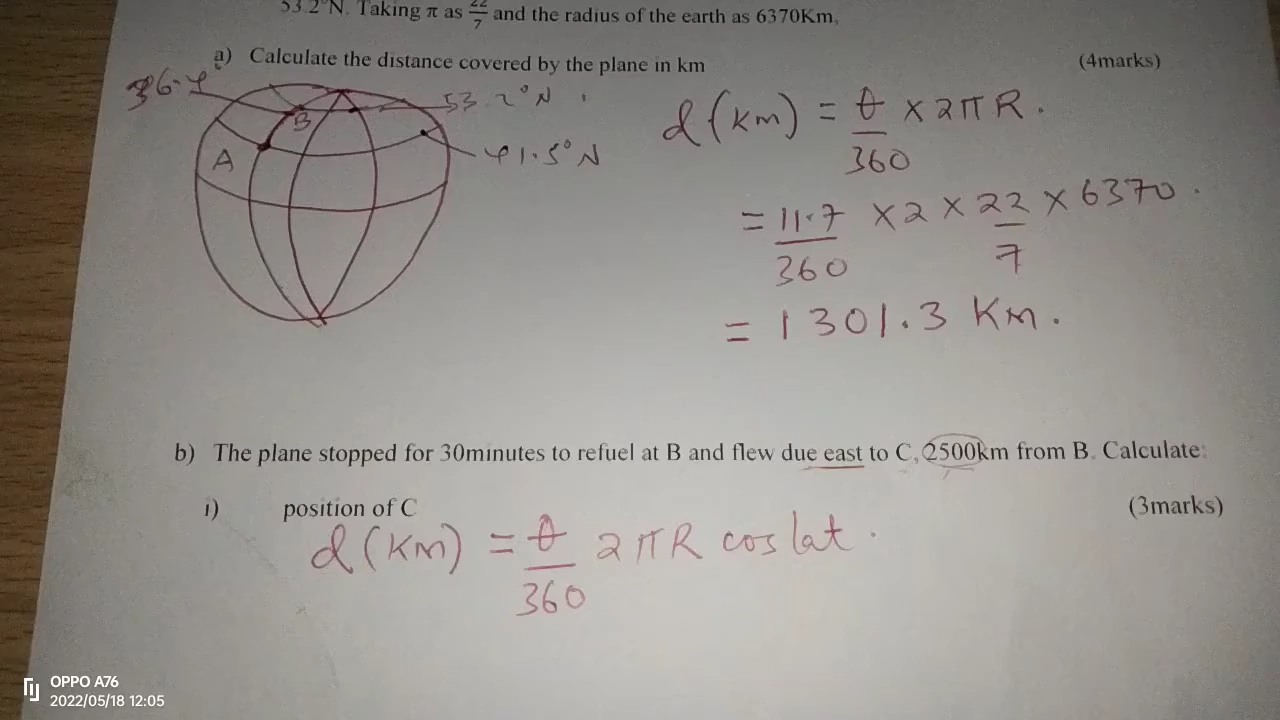 53.2°N. Taking π as 22/7 and the radius of the earth as 6370Km,
a) Calculate the distance covered by the plane in km (4marks)
53.2°N
B
A
41.5°N
d(km) = θ/360 × 2πR.
= 11.7/360 × 2 × 22/7 × 6370.
= 1301.3 Km.
b) The plane stopped for 30minutes to refuel at B and flew due east to C, 2500km from B. Calculate:
i) position of C (3marks)
d(km) = θ/360 2πR cos lat.
OPPO A76
2022/05/18 12:05